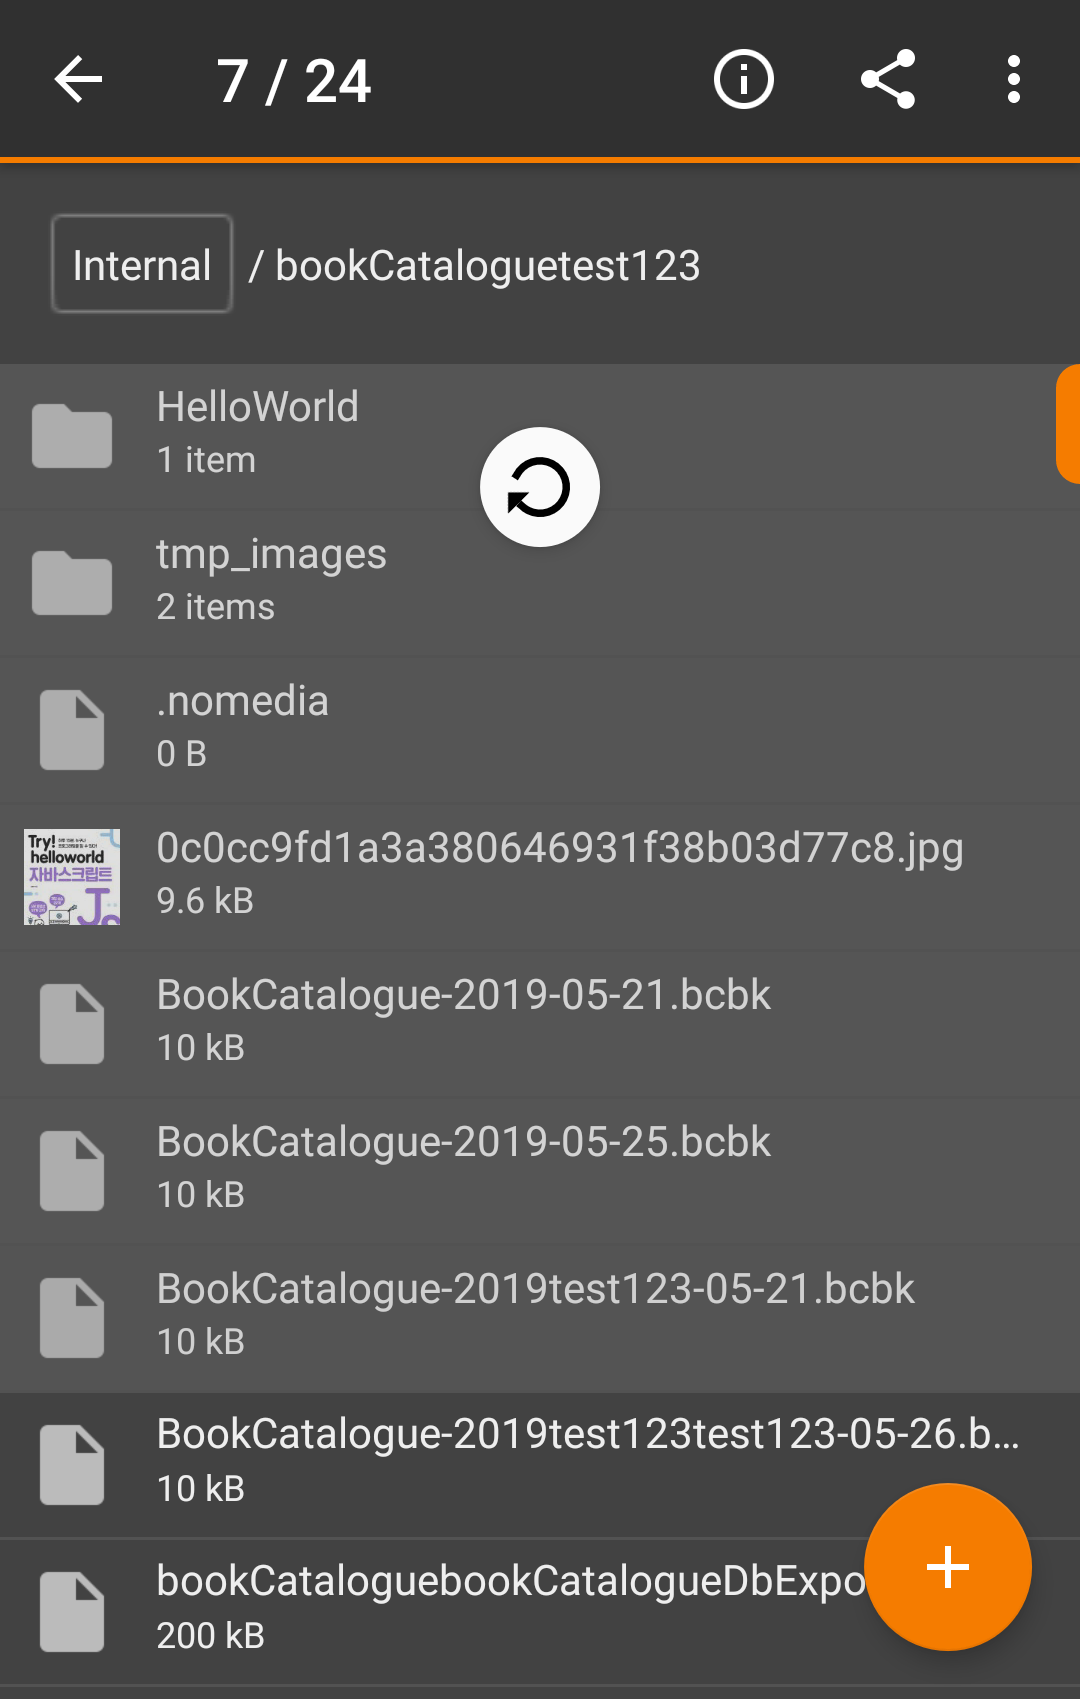 7 / 24
Internal / bookCataloguetest123
HelloWorld
1 item
tmp_images
2 items
.nomedia
0 B
Try!
helloworld
자바스크립트
0c0cc9fd1a3a380646931f38b03d77c8.jpg
9.6 kB
BookCatalogue-2019-05-21.bcbk
10 kB
BookCatalogue-2019-05-25.bcbk
10 kB
BookCatalogue-2019test123-05-21.bcbk
10 kB
BookCatalogue-2019test123test123-05-26.b...
10 kB
bookCataloguebookCatalogueDbExpo
200 kB